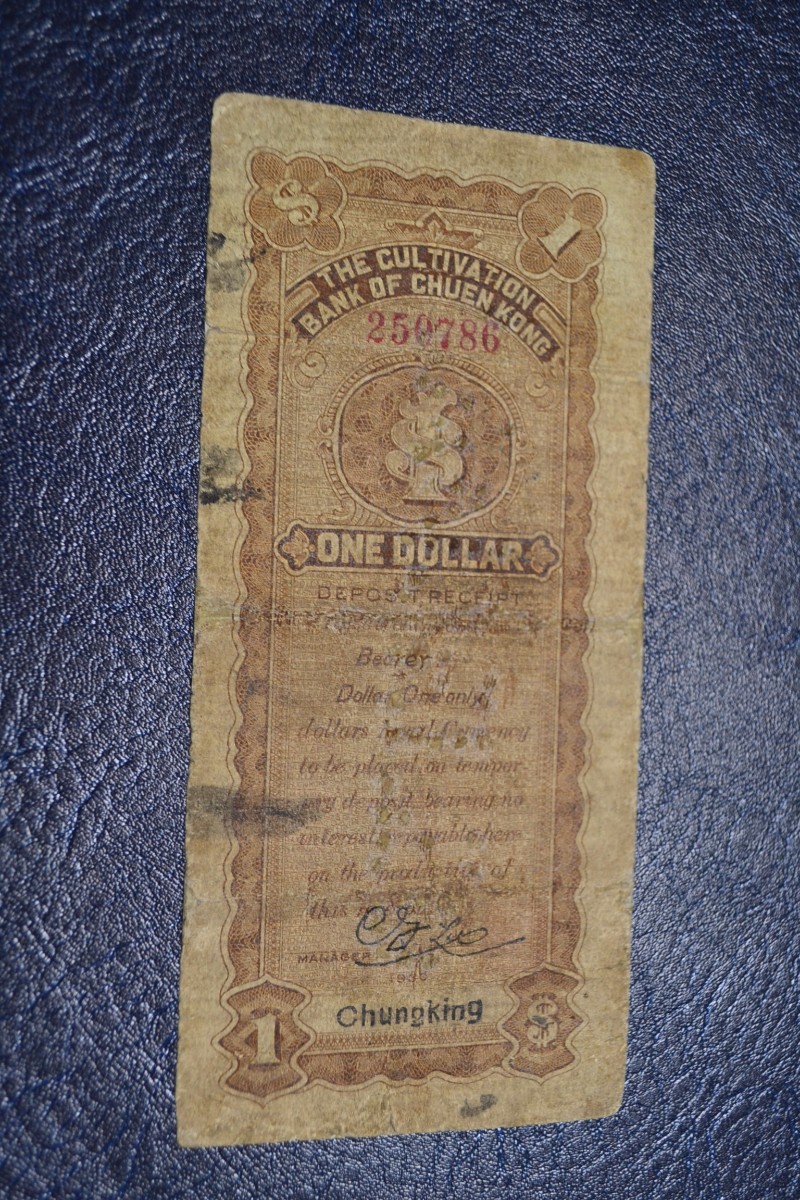 $ 1
THE CULTIVATION
BANK OF CHUEN KONG
250786
ONE DOLLAR
DEPOSIT RECEIPT
Bearer
Dollar One only
dollars Local Currency
to be placed on tempor-
ary deposit, bearing no
interest, payable here
on the production of
this
C Y Lee
MANAGER
Chungking
1 $